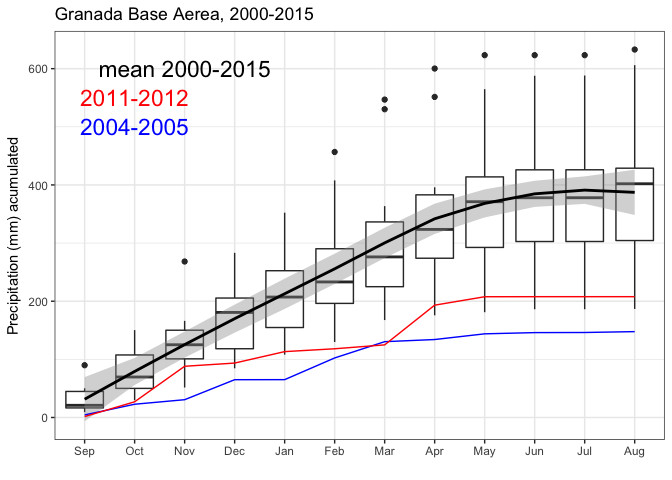 Granada Base Aerea, 2000-2015
mean 2000-2015
2011-2012
2004-2005
Precipitation (mm) acumulated
600
400
200
0
Sep Oct Nov Dec Jan Feb Mar Apr May Jun Jul Aug